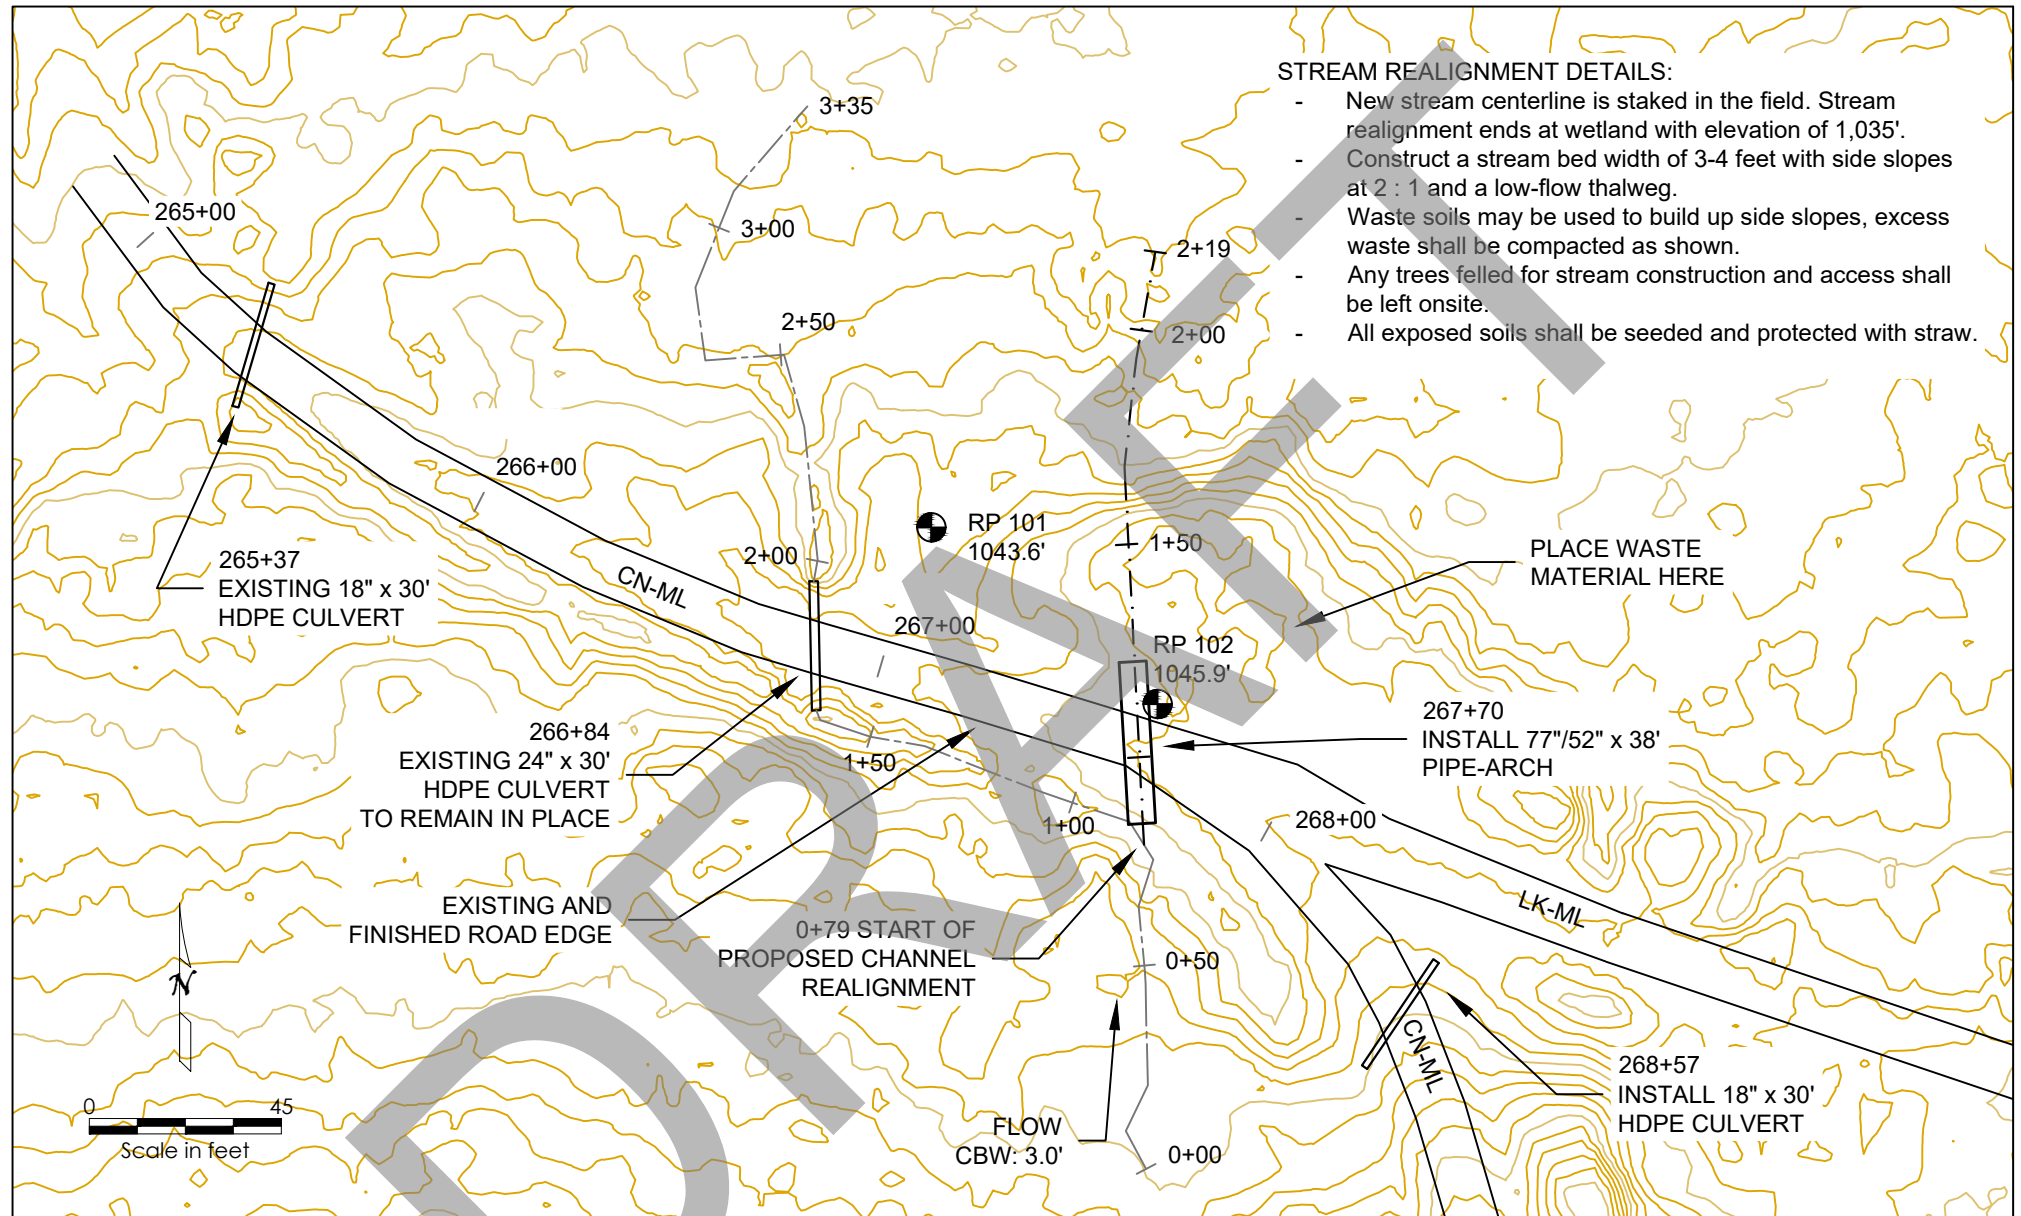 STREAM REALIGNMENT DETAILS:
- New stream centerline is staked in the field. Stream
realignment ends at wetland with elevation of 1,035'.
- Construct a stream bed width of 3-4 feet with side slopes
at 2 : 1 and a low-flow thalweg.
- Waste soils may be used to build up side slopes, excess
waste shall be compacted as shown.
- Any trees felled for stream construction and access shall
be left onsite.
- All exposed soils shall be seeded and protected with straw.
3+35
3+00
2+50
2+00
1+50
1+00
0+50
0+00
2+19
2+00
1+50
265+00
266+00
267+00
268+00
CN-ML
LK-ML
CN-ML
RP 101
1043.6'
RP 102
1045.9'
265+37
EXISTING 18" x 30'
HDPE CULVERT
266+84
EXISTING 24" x 30'
HDPE CULVERT
TO REMAIN IN PLACE
EXISTING AND
FINISHED ROAD EDGE
0+79 START OF
PROPOSED CHANNEL
REALIGNMENT
PLACE WASTE
MATERIAL HERE
267+70
INSTALL 77"/52" x 38'
PIPE-ARCH
268+57
INSTALL 18" x 30'
HDPE CULVERT
FLOW
CBW: 3.0'
N
0 45
Scale in feet
DRAFT